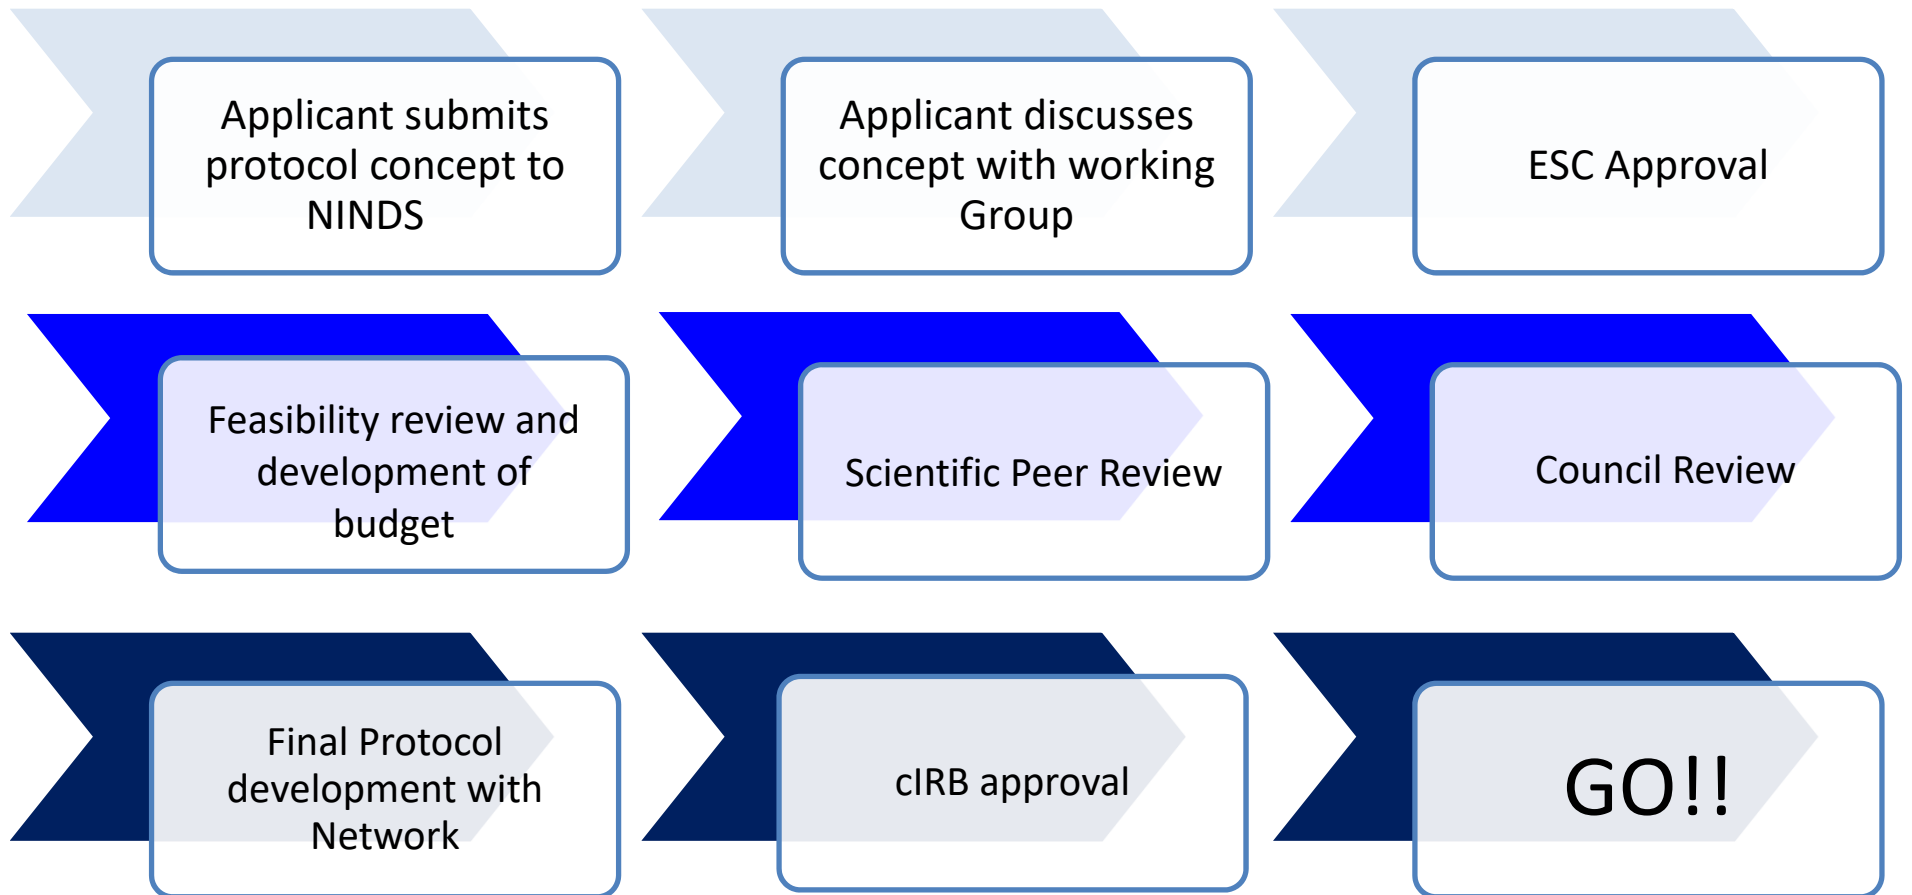 Applicant submits
protocol concept to
NINDS
Applicant discusses
concept with working
Group
ESC Approval
Feasibility review and
development of
budget
Scientific Peer Review
Council Review
Final Protocol
development with
Network
cIRB approval
GO!!